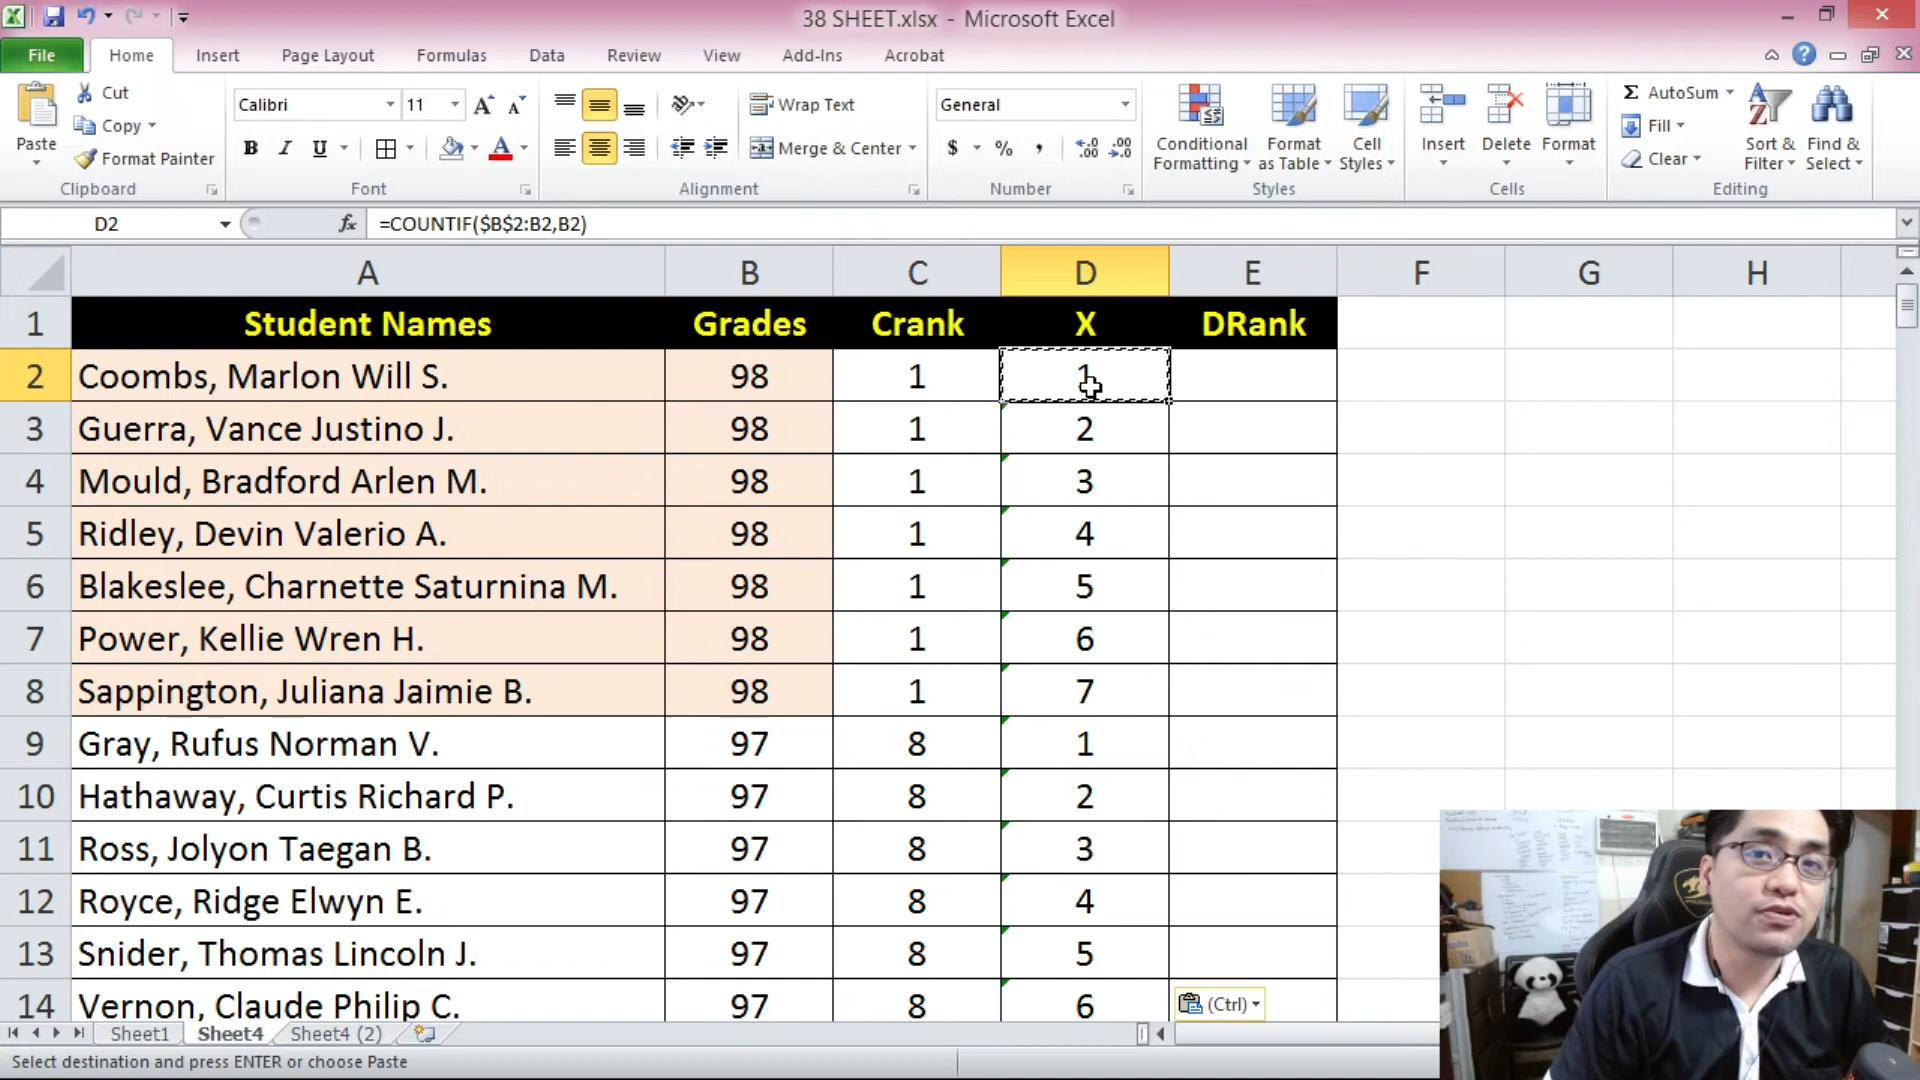 38 SHEET.xlsx - Microsoft Excel
File Home Insert Page Layout Formulas Data Review View Add-Ins Acrobat
Paste
Cut
Copy
Format Painter
Clipboard
Calibri 11
B I U
Font
Wrap Text
Merge & Center
Alignment
General
$ % ,
Number
Conditional Formatting
Format as Table
Cell Styles
Styles
Insert Delete Format
Cells
AutoSum
Fill
Clear
Sort & Filter
Find & Select
Editing
D2 fx =COUNTIF($B$2:B2,B2)
A B C D E F G H
1 Student Names Grades Crank X DRank
2 Coombs, Marlon Will S. 98 1 1
3 Guerra, Vance Justino J. 98 1 2
4 Mould, Bradford Arlen M. 98 1 3
5 Ridley, Devin Valerio A. 98 1 4
6 Blakeslee, Charnette Saturnina M. 98 1 5
7 Power, Kellie Wren H. 98 1 6
8 Sappington, Juliana Jaimie B. 98 1 7
9 Gray, Rufus Norman V. 97 8 1
10 Hathaway, Curtis Richard P. 97 8 2
11 Ross, Jolyon Taegan B. 97 8 3
12 Royce, Ridge Elwyn E. 97 8 4
13 Snider, Thomas Lincoln J. 97 8 5
14 Vernon, Claude Philip C. 97 8 6
(Ctrl)
Sheet1 Sheet4 Sheet4 (2)
Select destination and press ENTER or choose Paste